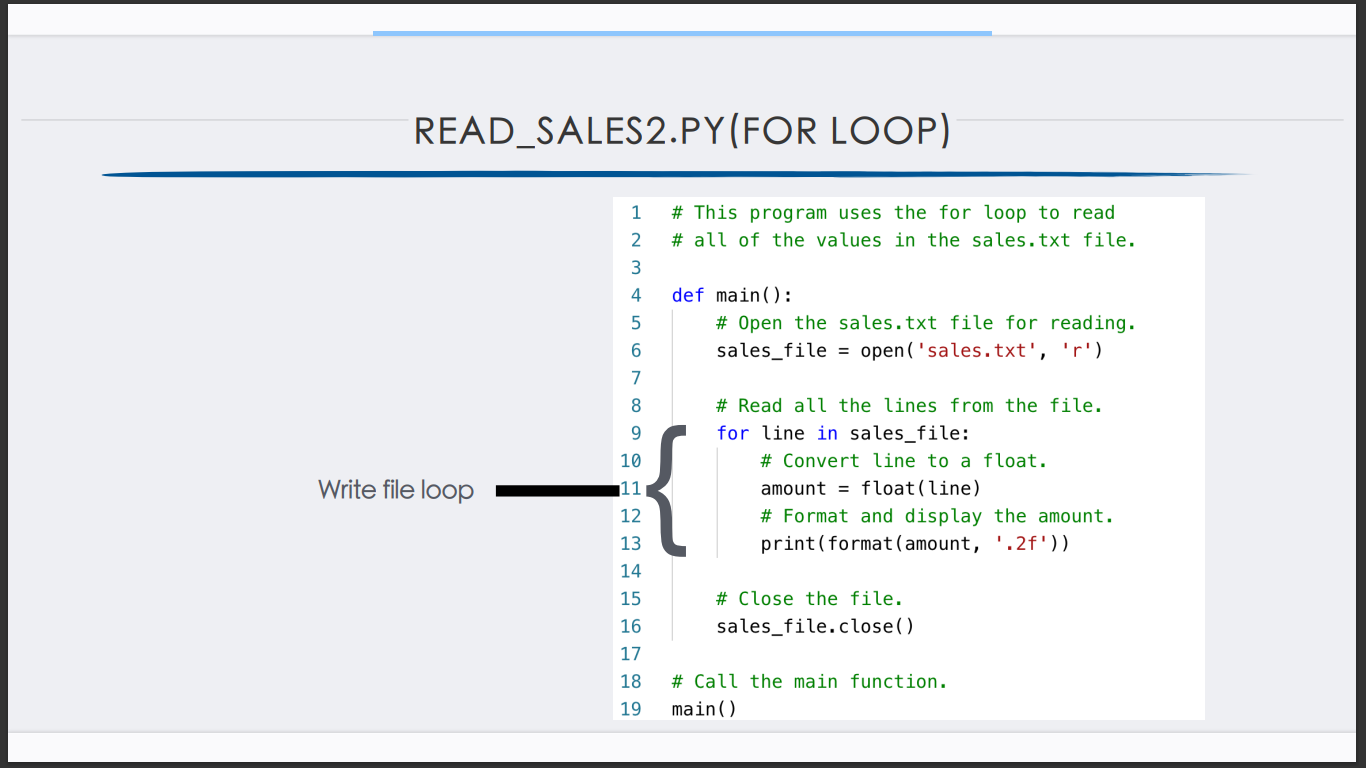 READ_SALES2.PY(FOR LOOP)
1 # This program uses the for loop to read
2 # all of the values in the sales.txt file.
3
4 def main():
5     # Open the sales.txt file for reading.
6     sales_file = open('sales.txt', 'r')
7
8     # Read all the lines from the file.
9     for line in sales_file:
10         # Convert line to a float.
Write file loop
11         amount = float(line)
12         # Format and display the amount.
13         print(format(amount, '.2f'))
14
15     # Close the file.
16     sales_file.close()
17
18 # Call the main function.
19 main()